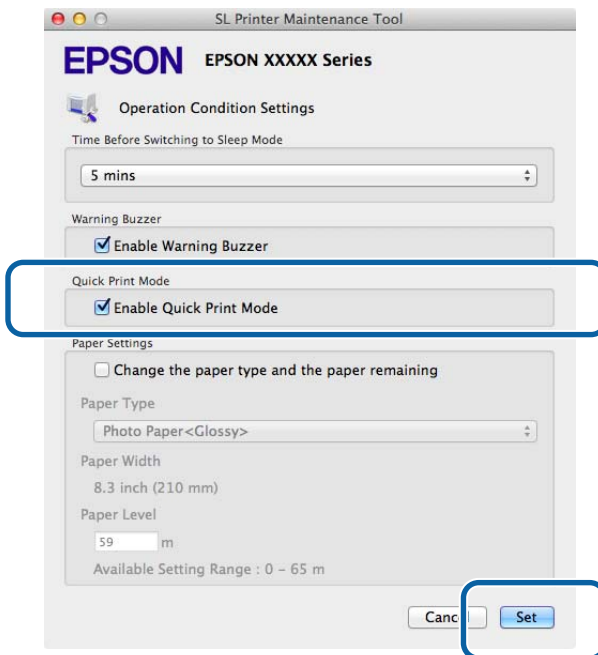 SL Printer Maintenance Tool
EPSON EPSON XXXXX Series
Operation Condition Settings
Time Before Switching to Sleep Mode
5 mins
Warning Buzzer
Enable Warning Buzzer
Quick Print Mode
Enable Quick Print Mode
Paper Settings
Change the paper type and the paper remaining
Paper Type
Photo Paper<Glossy>
Paper Width
8.3 inch (210 mm)
Paper Level
59 m
Available Setting Range : 0 – 65 m
Cancel Set